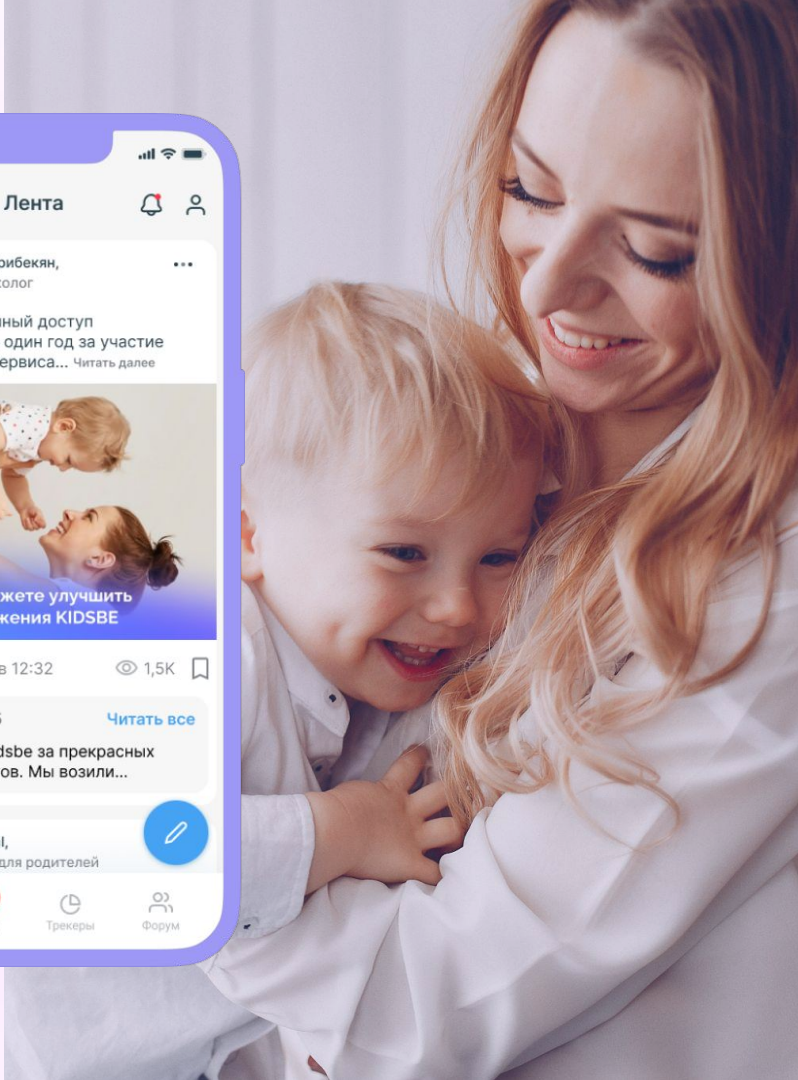 Лента
рибекян,
колог
ный доступ
один год за участие
ервиса... Читать далее
жете улучшить
жения KIDSBE
в 12:32
1,5K
Читать все
dsbe за прекрасных
ов. Мы возили...
для родителей
Трекеры
Форум